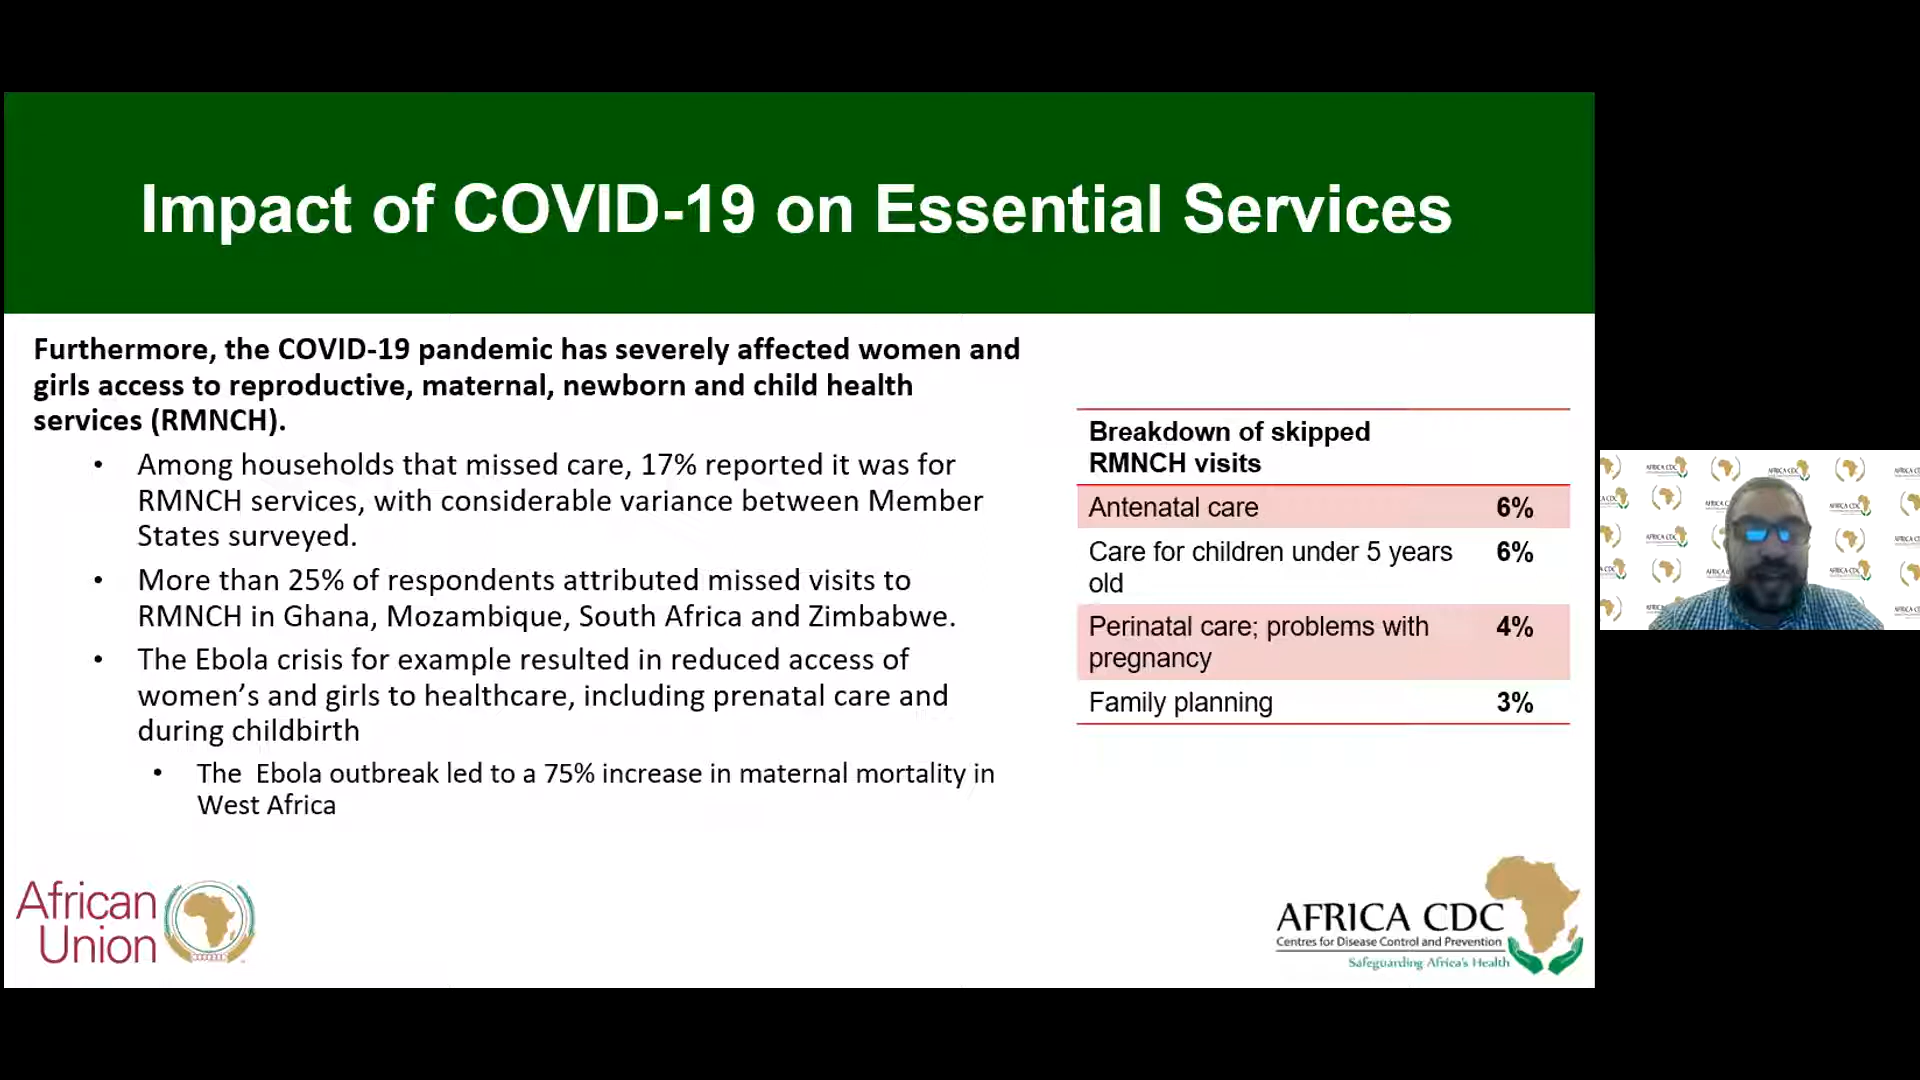 Impact of COVID-19 on Essential Services
Furthermore, the COVID-19 pandemic has severely affected women and
girls access to reproductive, maternal, newborn and child health
services (RMNCH).
• Among households that missed care, 17% reported it was for
RMNCH services, with considerable variance between Member
States surveyed.
• More than 25% of respondents attributed missed visits to
RMNCH in Ghana, Mozambique, South Africa and Zimbabwe.
• The Ebola crisis for example resulted in reduced access of
women’s and girls to healthcare, including prenatal care and
during childbirth
• The  Ebola outbreak led to a 75% increase in maternal mortality in
West Africa
Breakdown of skipped
RMNCH visits
Antenatal care 6%
Care for children under 5 years 6%
old
Perinatal care; problems with 4%
pregnancy
Family planning 3%
African
Union
AFRICA CDC
Centres for Disease Control and Prevention
Safeguarding Africa's Health